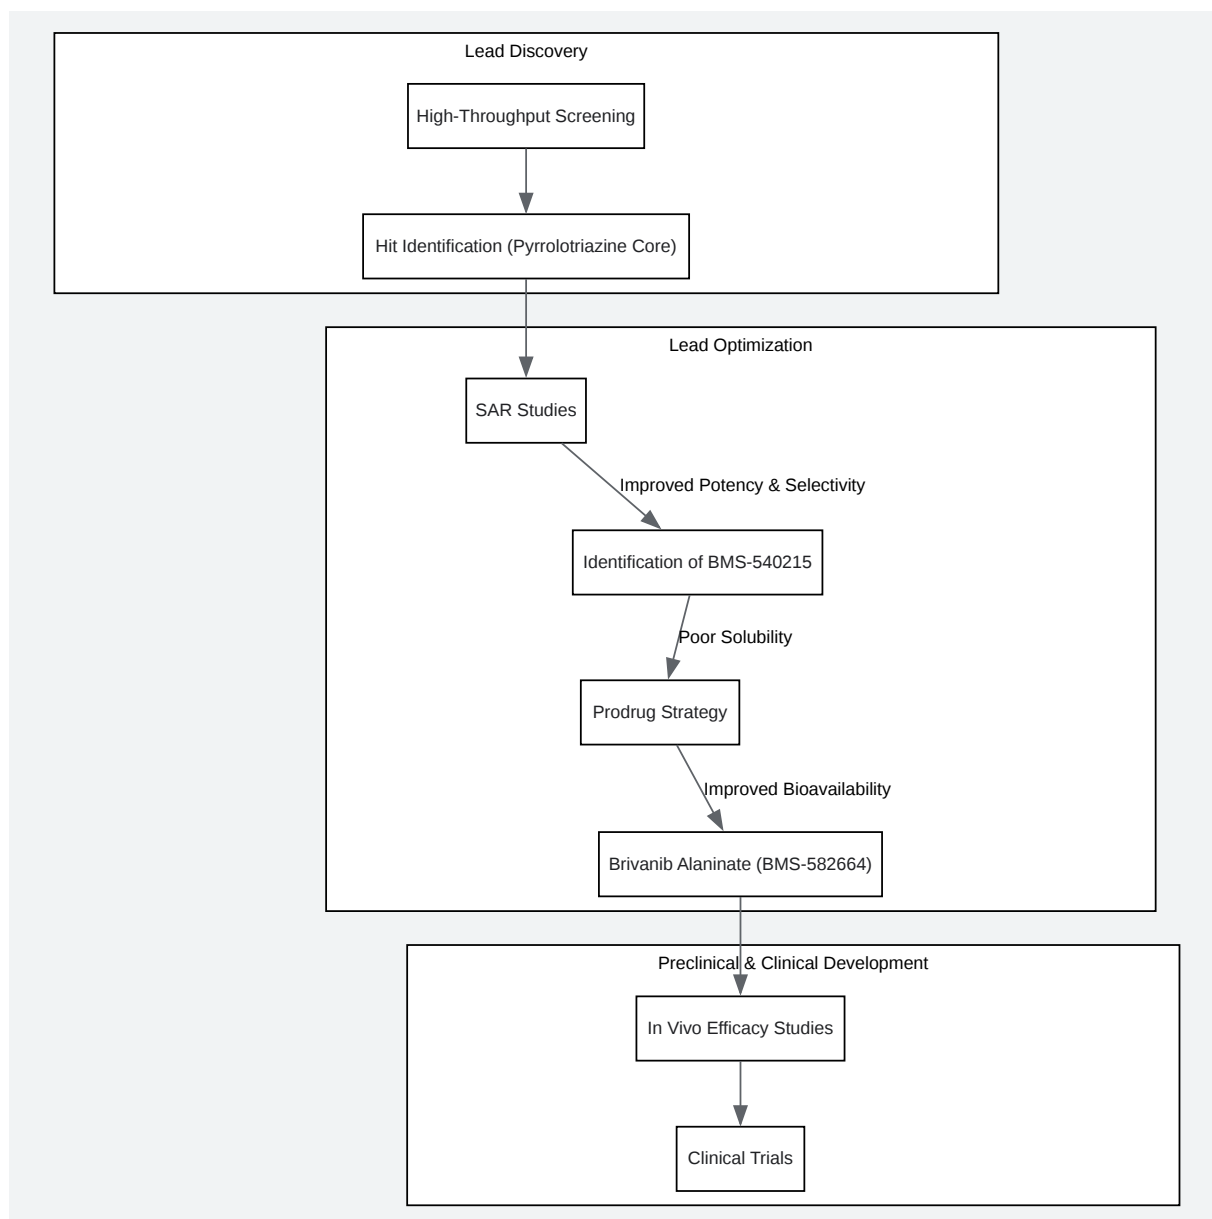 Lead Discovery
High-Throughput Screening
Hit Identification (Pyrrolotriazine Core)
Lead Optimization
SAR Studies
Improved Potency & Selectivity
Identification of BMS-540215
Poor Solubility
Prodrug Strategy
Improved Bioavailability
Brivanib Alaninate (BMS-582664)
Preclinical & Clinical Development
In Vivo Efficacy Studies
Clinical Trials